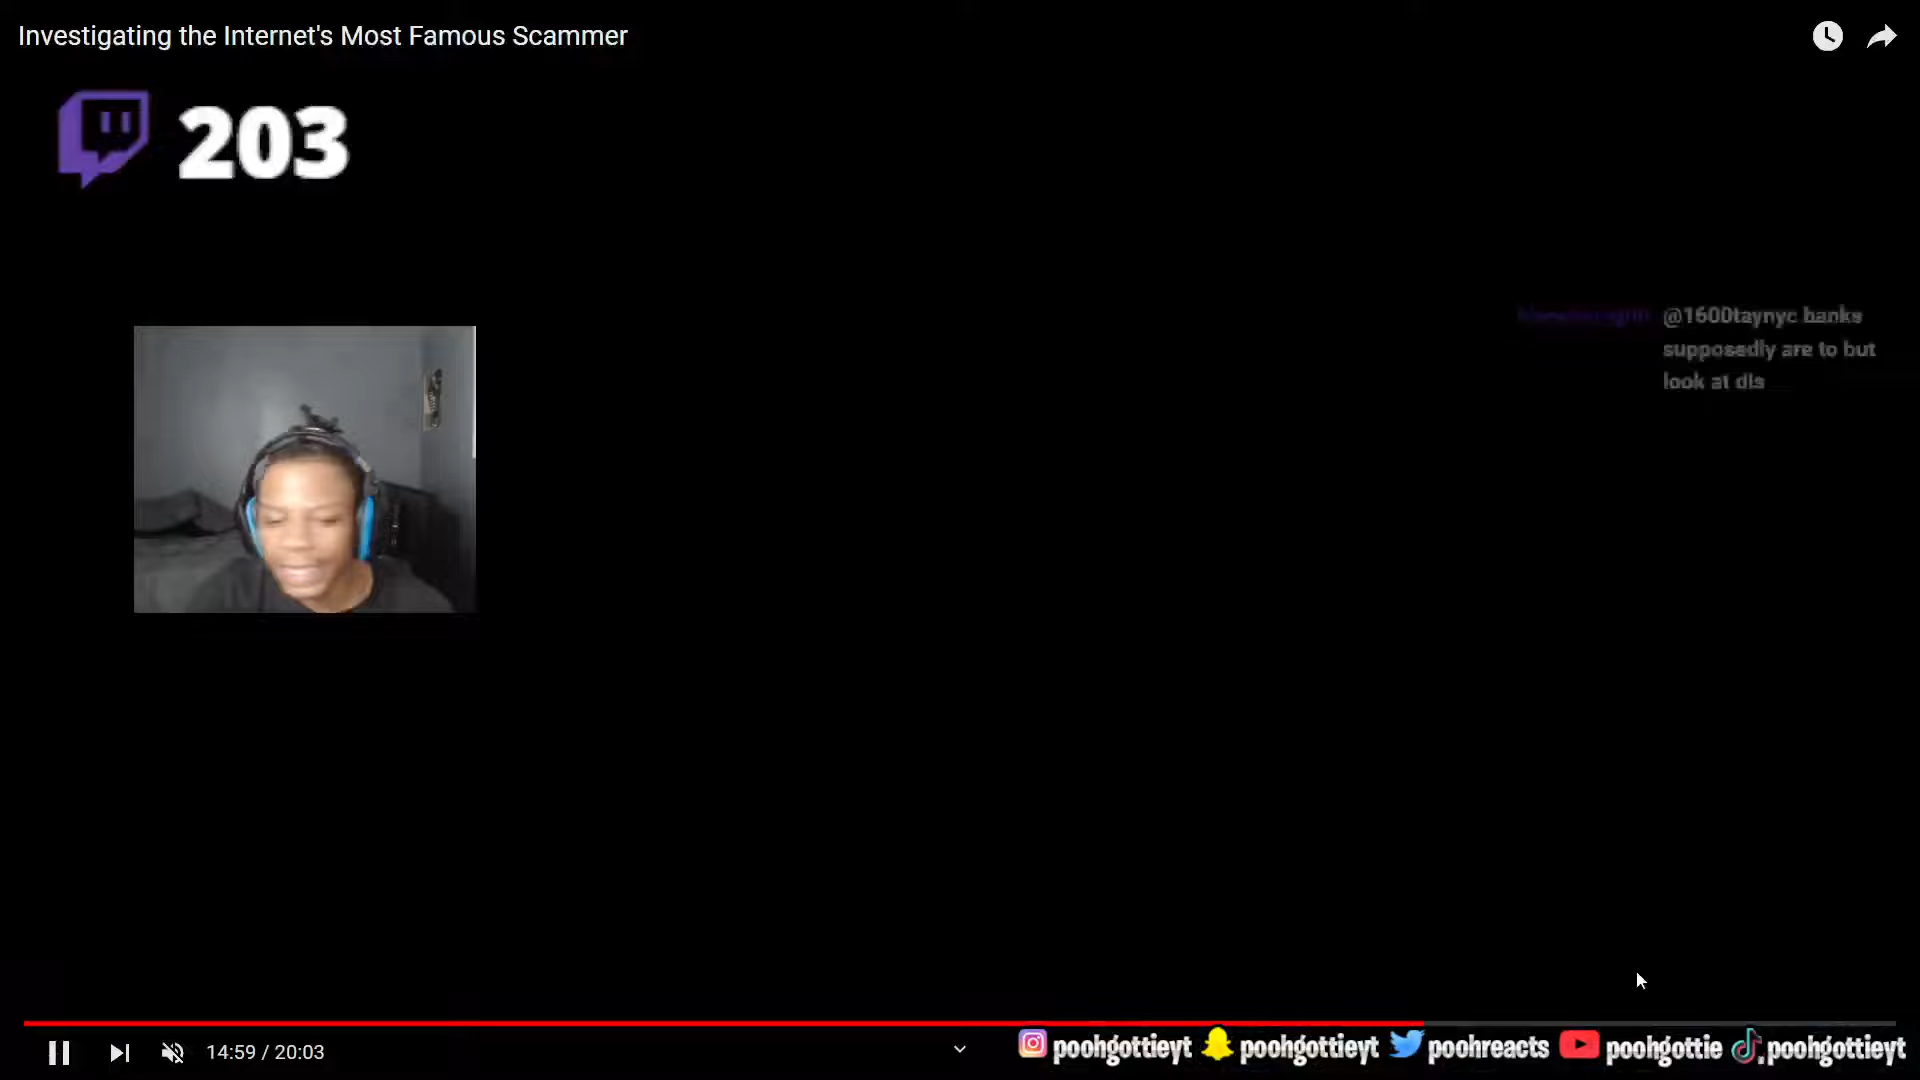 Investigating the Internet's Most Famous Scammer
203
@1600taynyc banks
supposedly are to but
look at dls
14:59 / 20:03
poohgottieyt poohgottieyt poohreacts poohgottie poohgottieyt